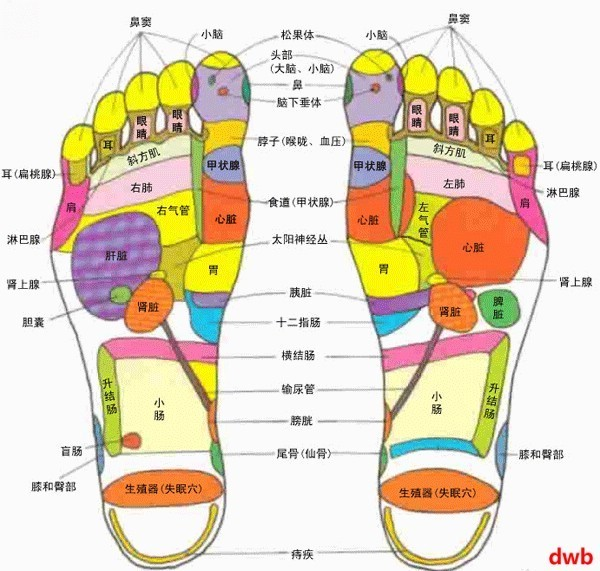 鼻窦
鼻窦
小脑
松果体
小脑
头部
(大脑、小脑)
鼻
脑下垂体
眼睛
眼睛
眼睛
眼睛
耳
耳
脖子(喉咙、血压)
斜方肌
斜方肌
耳(扁桃腺)
耳(扁桃腺)
甲状腺
甲状腺
右肺
左肺
淋巴腺
肩
肩
食道(甲状腺)
右气管
左气管
心脏
心脏
心脏
淋巴腺
太阳神经丛
肝脏
胃
胃
肾上腺
肾上腺
胰脏
胆囊
肾脏
肾脏
脾脏
十二指肠
横结肠
升结肠
升结肠
输尿管
小肠
小肠
膀胱
盲肠
尾骨(仙骨)
膝和臀部
膝和臀部
生殖器(失眠穴)
生殖器(失眠穴)
痔疾
dwb